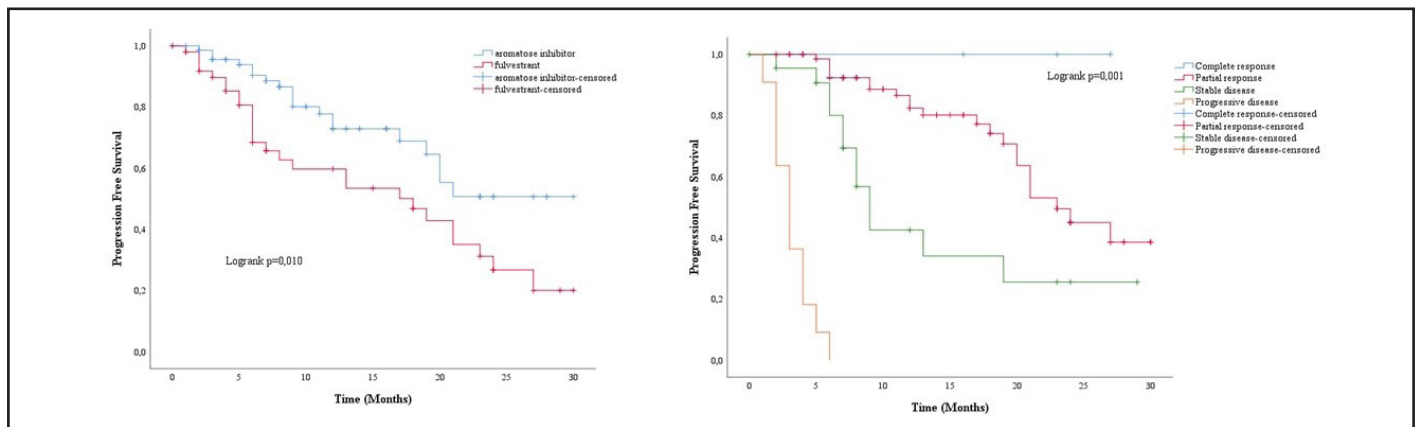 1,0
0,8
0,6
0,4
0,2
0,0
Progression Free Survival
aromatose inhibitor
fulvestrant
aromatose inhibitor-censored
fulvestrant-censored
Logrank p=0,010
0 5 10 15 20 25 30
Time (Months)
1,0
0,8
0,6
0,4
0,2
0,0
Progression Free Survival
Logrank p=0,001
Complete response
Partial response
Stable disease
Progressive disease
Complete response-censored
Partial response-censored
Stable disease-censored
Progressive disease-censored
0 5 10 15 20 25 30
Time (Months)